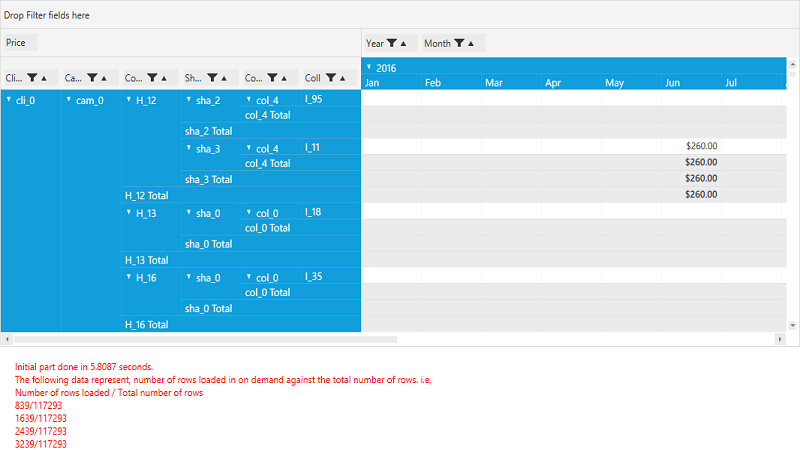 Drop Filter fields here
Price
Year Month
Cli... Ca... Co... Sh... Co... Coll
2016
Jan Feb Mar Apr May Jun Jul
cli_0 cam_0 H_12 sha_2 col_4 I_95
col_4 Total
sha_2 Total
sha_3 col_4 I_11 $260.00
col_4 Total $260.00
sha_3 Total $260.00
H_12 Total $260.00
H_13 sha_0 col_0 I_18
col_0 Total
sha_0 Total
H_13 Total
H_16 sha_0 col_0 I_35
col_0 Total
sha_0 Total
H_16 Total
Initial part done in 5.8087 seconds.
The following data represent, number of rows loaded in on demand against the total number of rows. i.e,
Number of rows loaded / Total number of rows
839/117293
1639/117293
2439/117293
3239/117293